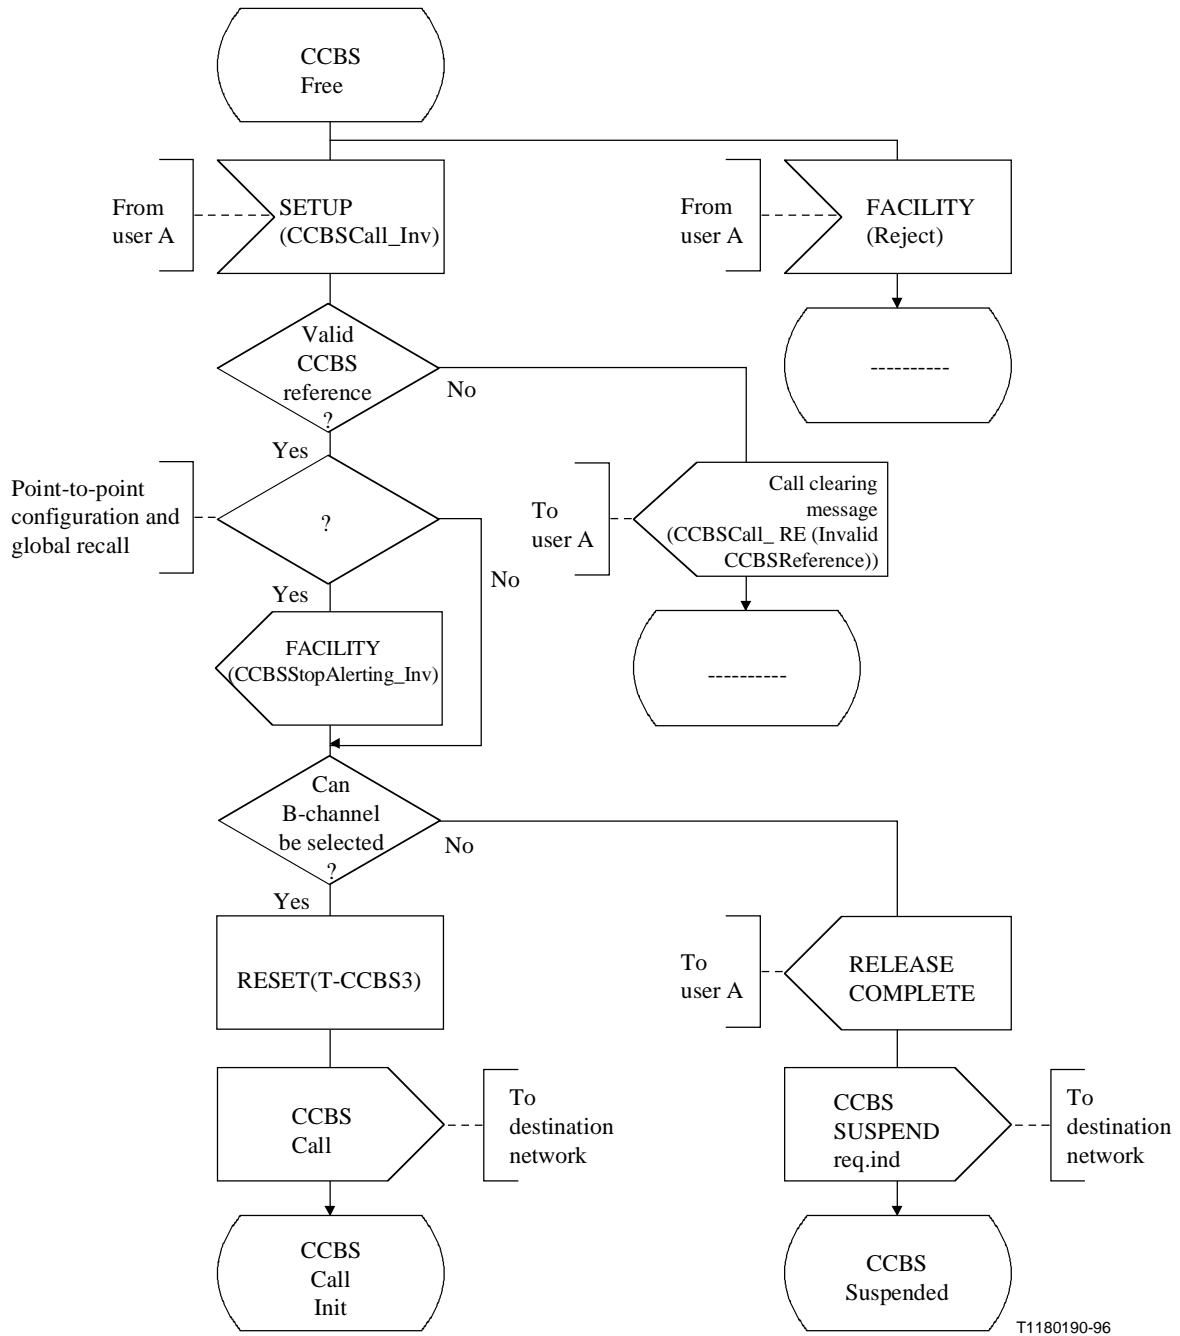 CCBS
Free
From
user A
SETUP
(CCBSCall_Inv)
From
user A
FACILITY
(Reject)
Valid
CCBS
reference
?
No
Yes
----------
Point-to-point
configuration and
global recall
?
No
Yes
To
user A
Call clearing
message
(CCBSCall_ RE (Invalid
CCBSReference))
FACILITY
(CCBSStopAlerting_Inv)
----------
Can
B-channel
be selected
?
No
Yes
RESET(T-CCBS3)
To
user A
RELEASE
COMPLETE
CCBS
Call
To
destination
network
CCBS
SUSPEND
req.ind
To
destination
network
CCBS
Call
Init
CCBS
Suspended
T1180190-96